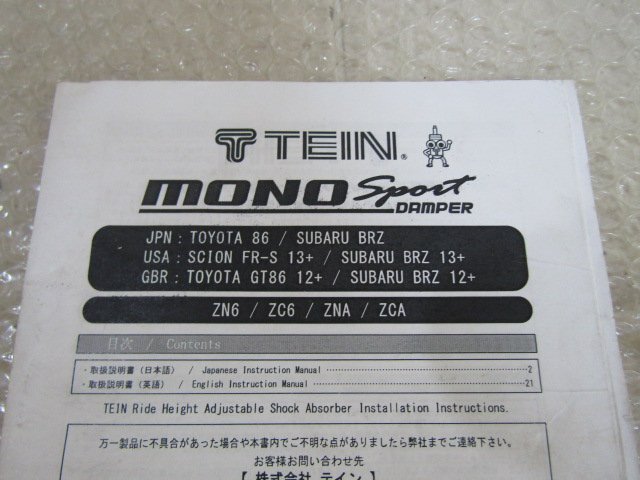 TEIN®
MONO Sport
DAMPER
JPN : TOYOTA 86 / SUBARU BRZ
USA : SCION FR-S 13+ / SUBARU BRZ 13+
GBR : TOYOTA GT86 12+ / SUBARU BRZ 12+
ZN6 / ZC6 / ZNA / ZCA
目次 / Contents
・取扱説明書（日本語） / Japanese Instruction Manual ･････････････････････ 2
・取扱説明書（英語） / English Instruction Manual ･････････････････････ 21
TEIN Ride Height Adjustable Shock Absorber Installation Instructions.
万一製品に不具合があった場合や本書内でご不明な点がありましたら弊社までご連絡下さい。
お客様お問い合わせ先
【 株式会社 テイン 】